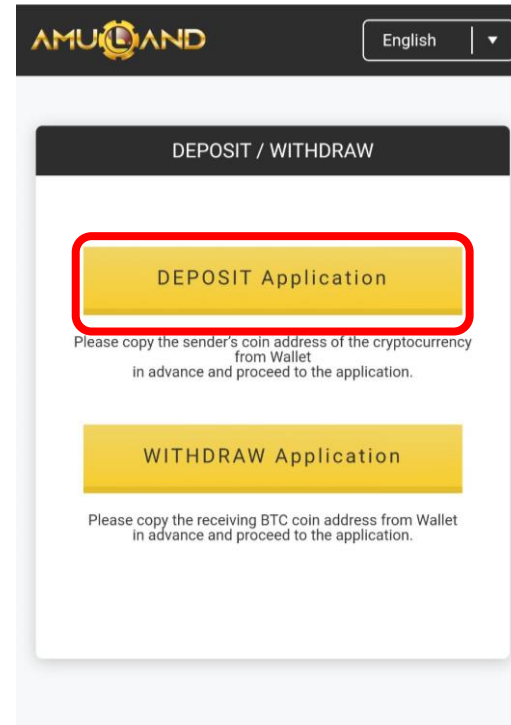 AMULAND
English
DEPOSIT / WITHDRAW
DEPOSIT Application
Please copy the sender's coin address of the cryptocurrency
from Wallet
in advance and proceed to the application.
WITHDRAW Application
Please copy the receiving BTC coin address from Wallet
in advance and proceed to the application.